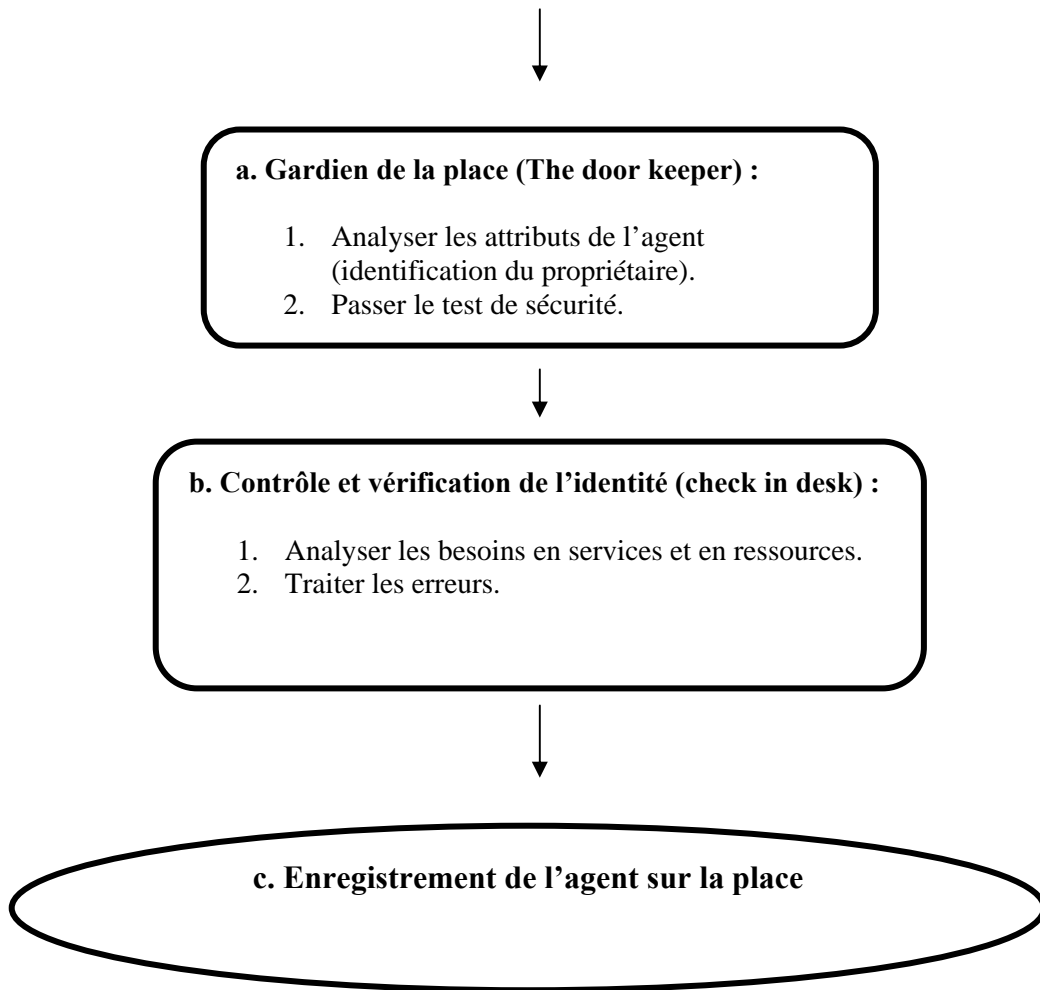 a. Gardien de la place (The door keeper) :
1. Analyser les attributs de l’agent
(identification du propriétaire).
2. Passer le test de sécurité.
b. Contrôle et vérification de l’identité (check in desk) :
1. Analyser les besoins en services et en ressources.
2. Traiter les erreurs.
c. Enregistrement de l’agent sur la place